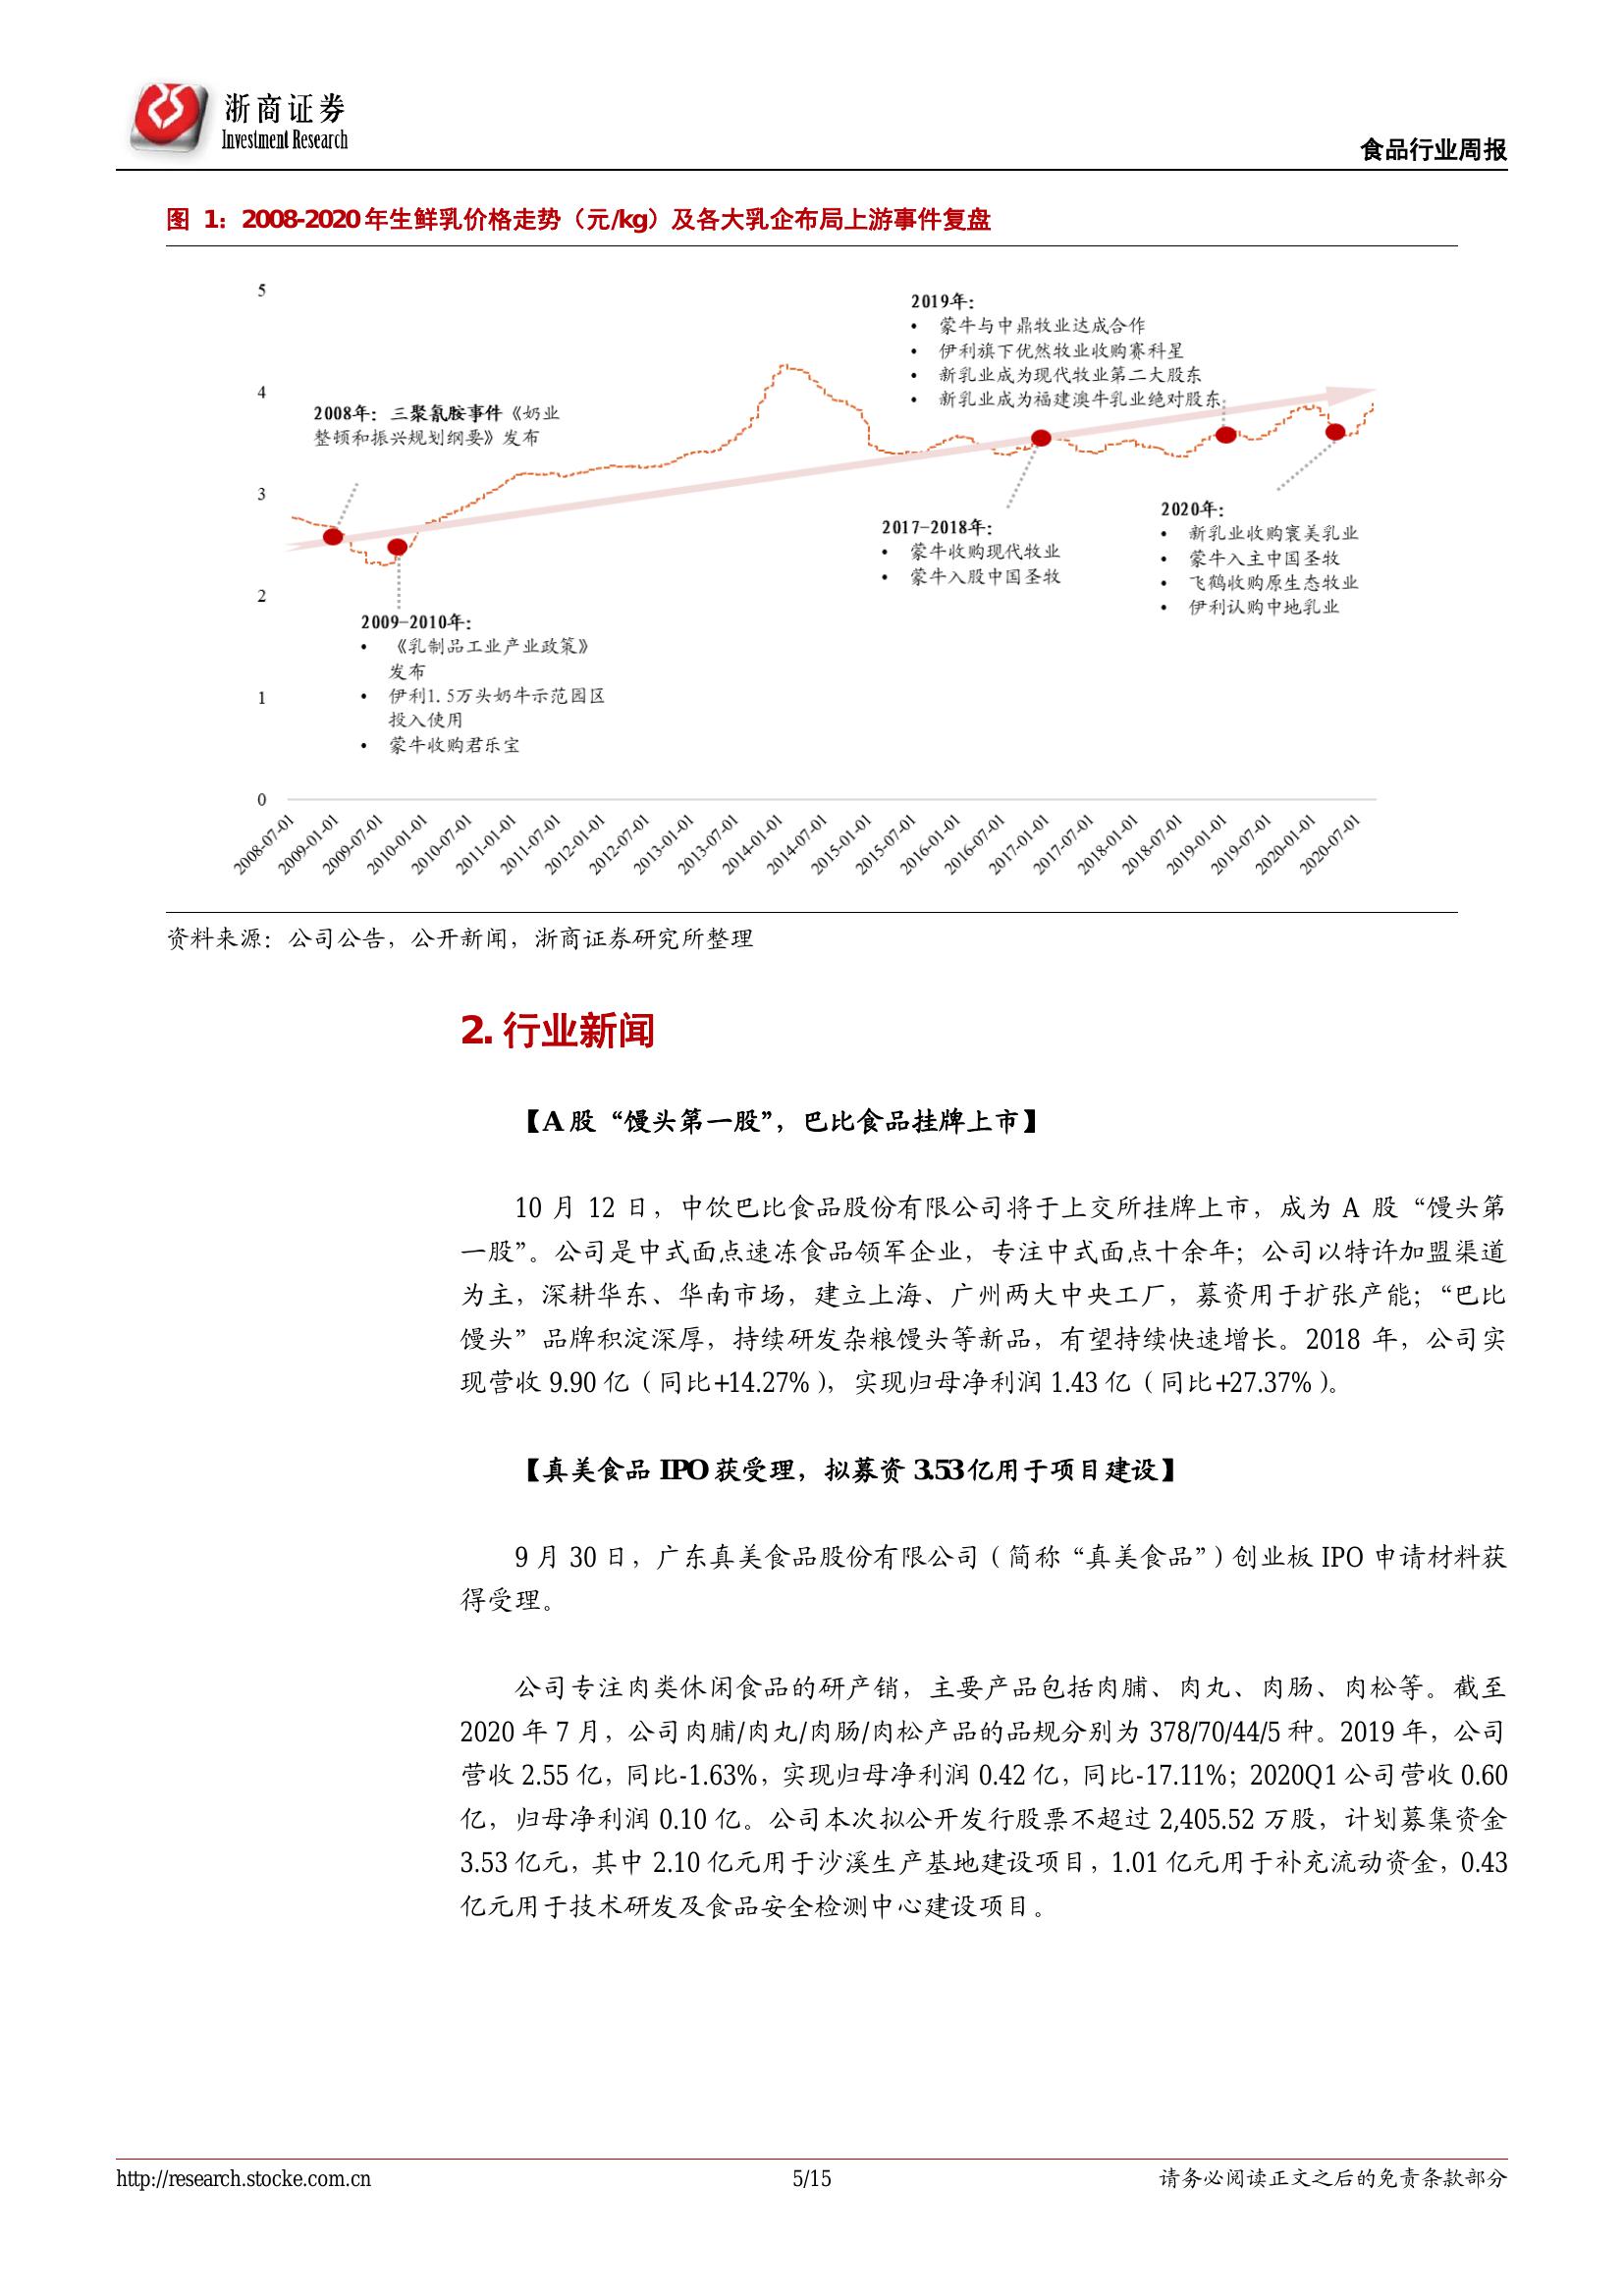 浙商证券
Investment Research
食品行业周报
图 1：2008-2020年生鲜乳价格走势（元/kg）及各大乳企布局上游事件复盘
5
4
3
2
1
0
2008年：三聚氰胺事件《奶业
整顿和振兴规划纲要》发布
2009-2010年：
• 《乳制品工业产业政策》
发布
• 伊利1.5万头奶牛示范园区
投入使用
• 蒙牛收购君乐宝
2019年：
• 蒙牛与中鼎牧业达成合作
• 伊利旗下优然牧业收购赛科星
• 新乳业成为现代牧业第二大股东
• 新乳业成为福建澳牛乳业绝对股东
2017-2018年：
• 蒙牛收购现代牧业
• 蒙牛入股中国圣牧
2020年：
• 新乳业收购寰美乳业
• 蒙牛入主中国圣牧
• 飞鹤收购原生态牧业
• 伊利认购中地乳业
2008-07-01
2009-01-01
2009-07-01
2010-01-01
2010-07-01
2011-01-01
2011-07-01
2012-01-01
2012-07-01
2013-01-01
2013-07-01
2014-01-01
2014-07-01
2015-01-01
2015-07-01
2016-01-01
2016-07-01
2017-01-01
2017-07-01
2018-01-01
2018-07-01
2019-01-01
2019-07-01
2020-01-01
2020-07-01
资料来源：公司公告，公开新闻，浙商证券研究所整理
2. 行业新闻
【A 股“馒头第一股”，巴比食品挂牌上市】
10 月 12 日，中饮巴比食品股份有限公司将于上交所挂牌上市，成为 A 股“馒头第
一股”。公司是中式面点速冻食品领军企业，专注中式面点十余年；公司以特许加盟渠道
为主，深耕华东、华南市场，建立上海、广州两大中央工厂，募资用于扩张产能；“巴比
馒头”品牌积淀深厚，持续研发杂粮馒头等新品，有望持续快速增长。2018 年，公司实
现营收 9.90 亿（同比+14.27%），实现归母净利润 1.43 亿（同比+27.37%）。
【真美食品 IPO 获受理，拟募资 3.53 亿用于项目建设】
9 月 30 日，广东真美食品股份有限公司（简称“真美食品”）创业板 IPO 申请材料获
得受理。
公司专注肉类休闲食品的研产销，主要产品包括肉脯、肉丸、肉肠、肉松等。截至
2020 年 7 月，公司肉脯/肉丸/肉肠/肉松产品的品规分别为 378/70/44/5 种。2019 年，公司
营收 2.55 亿，同比-1.63%，实现归母净利润 0.42 亿，同比-17.11%；2020Q1 公司营收 0.60
亿，归母净利润 0.10 亿。公司本次拟公开发行股票不超过 2,405.52 万股，计划募集资金
3.53 亿元，其中 2.10 亿元用于沙溪生产基地建设项目，1.01 亿元用于补充流动资金，0.43
亿元用于技术研发及食品安全检测中心建设项目。
http://research.stocke.com.cn
5/15
请务必阅读正文之后的免责条款部分